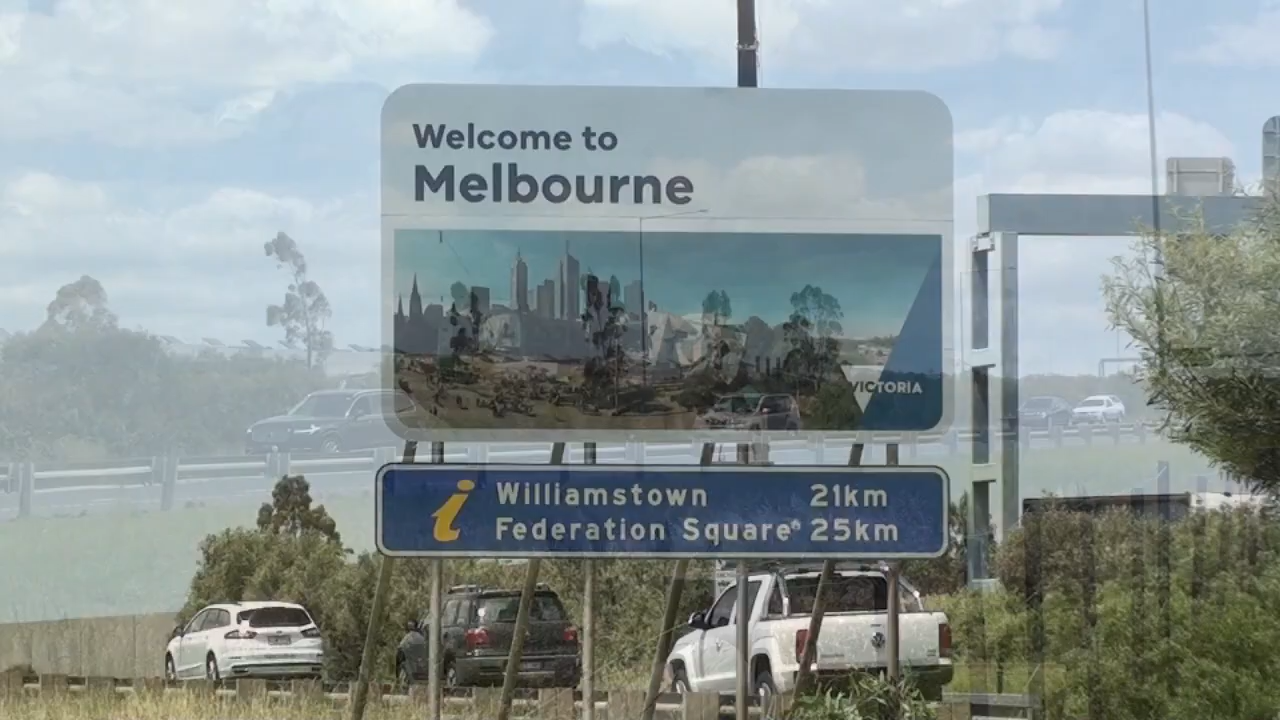 Welcome to
Melbourne
VICTORIA
Williamstown 21km
Federation Square 25km